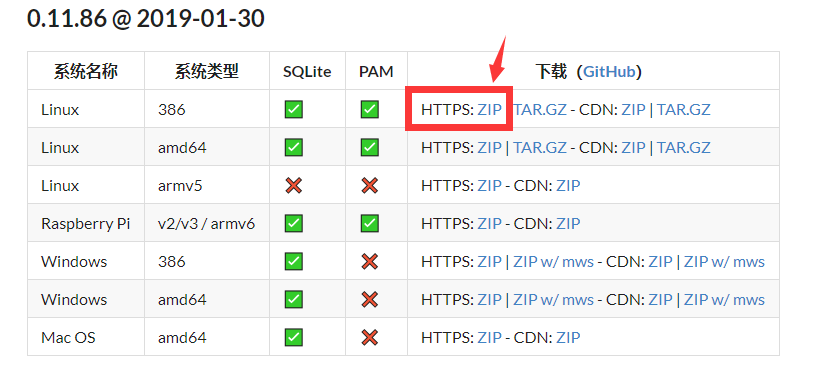 0.11.86 @ 2019-01-30
系统名称 系统类型 SQLite PAM 下载（GitHub）
Linux 386 ✅ ✅ HTTPS: ZIP | TAR.GZ - CDN: ZIP | TAR.GZ
Linux amd64 ✅ ✅ HTTPS: ZIP | TAR.GZ - CDN: ZIP | TAR.GZ
Linux armv5 ❌ ❌ HTTPS: ZIP - CDN: ZIP
Raspberry Pi v2/v3 / armv6 ✅ ✅ HTTPS: ZIP - CDN: ZIP
Windows 386 ✅ ❌ HTTPS: ZIP | ZIP w/ mws - CDN: ZIP | ZIP w/ mws
Windows amd64 ✅ ❌ HTTPS: ZIP | ZIP w/ mws - CDN: ZIP | ZIP w/ mws
Mac OS amd64 ✅ ❌ HTTPS: ZIP - CDN: ZIP